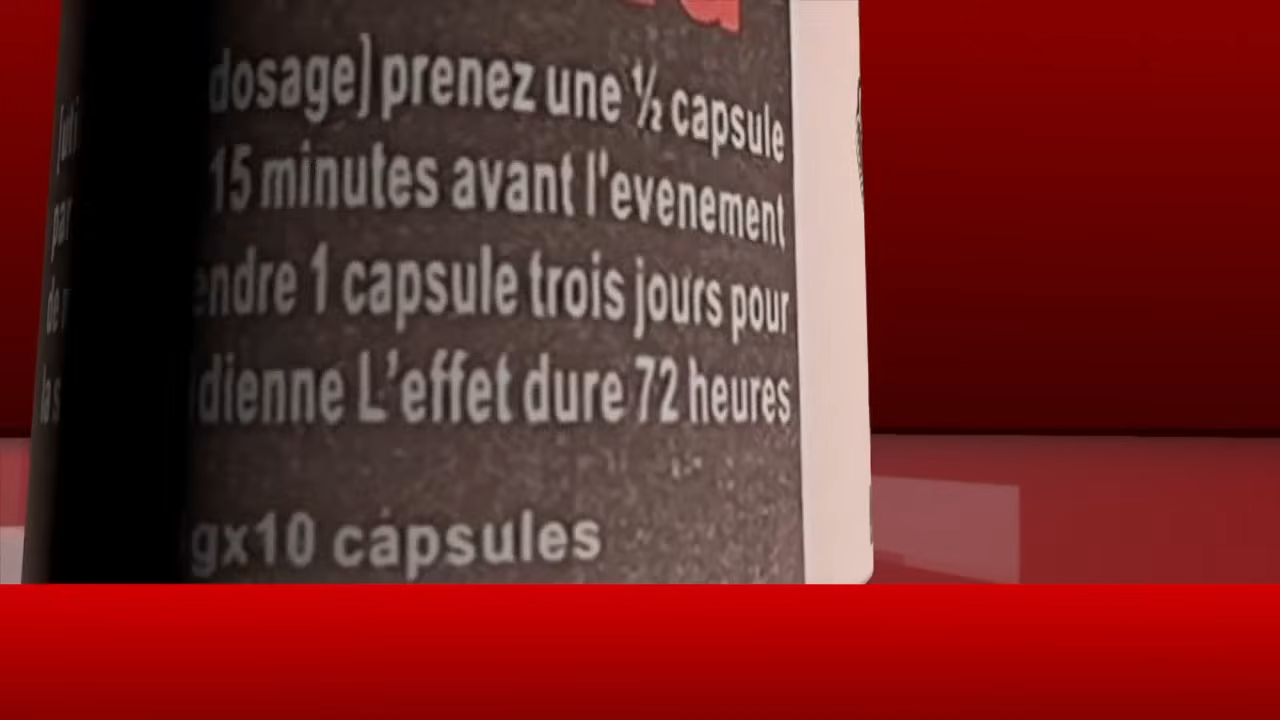 dosage] prenez une ½ capsule
15 minutes avant l'evenement
endre 1 capsule trois jours pour
dienne L'effet dure 72 heures
gx10 capsules